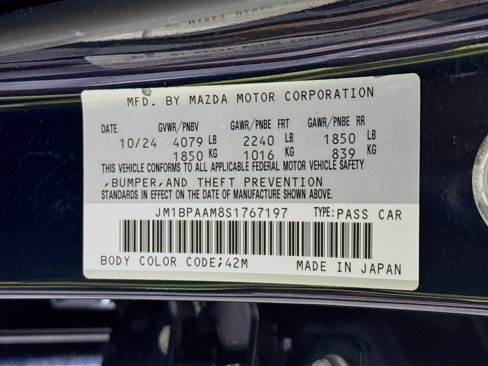 MFD. BY MAZDA MOTOR CORPORATION
DATE GVWR/PNBV GAWR/PNBE FRT GAWR/PNBE RR
10/24 4079 LB 2240 LB 1850 LB
1850 KG 1016 KG 839 KG
THIS VEHICLE CONFORMS TO ALL APPLICABLE FEDERAL MOTOR VEHICLE SAFETY
,BUMPER,AND THEFT PREVENTION
STANDARDS IN EFFECT ON THE DATE OF MANUFACTURE SHOWN ABOVE.
JM1BPAAM8S1767197 TYPE:PASS CAR
BODY COLOR CODE;42M MADE IN JAPAN